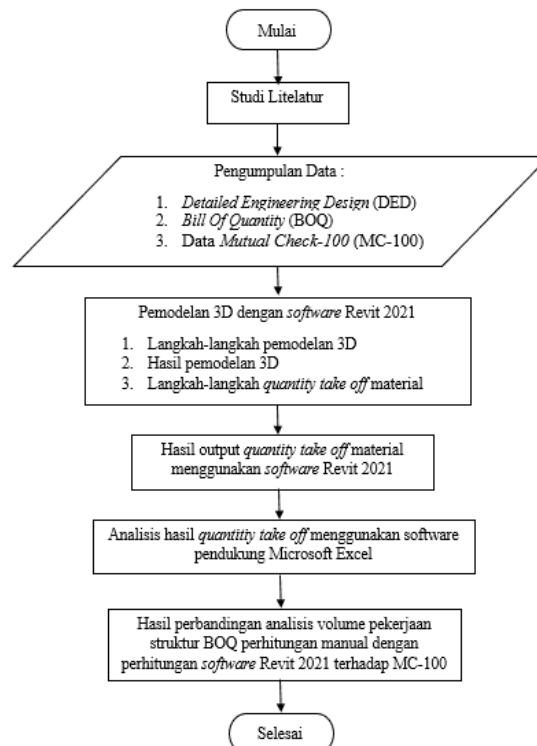 Mulai
Studi Litelatur
Pengumpulan Data :
1. Detailed Engineering Design (DED)
2. Bill Of Quantity (BOQ)
3. Data Mutual Check-100 (MC-100)
Pemodelan 3D dengan software Revit 2021
1. Langkah-langkah pemodelan 3D
2. Hasil pemodelan 3D
3. Langkah-langkah quantity take off material
Hasil output quantity take off material
menggunakan software Revit 2021
Analisis hasil quantitiy take off menggunakan software
pendukung Microsoft Excel
Hasil perbandingan analisis volume pekerjaan
struktur BOQ perhitungan manual dengan
perhitungan software Revit 2021 terhadap MC-100
Selesai